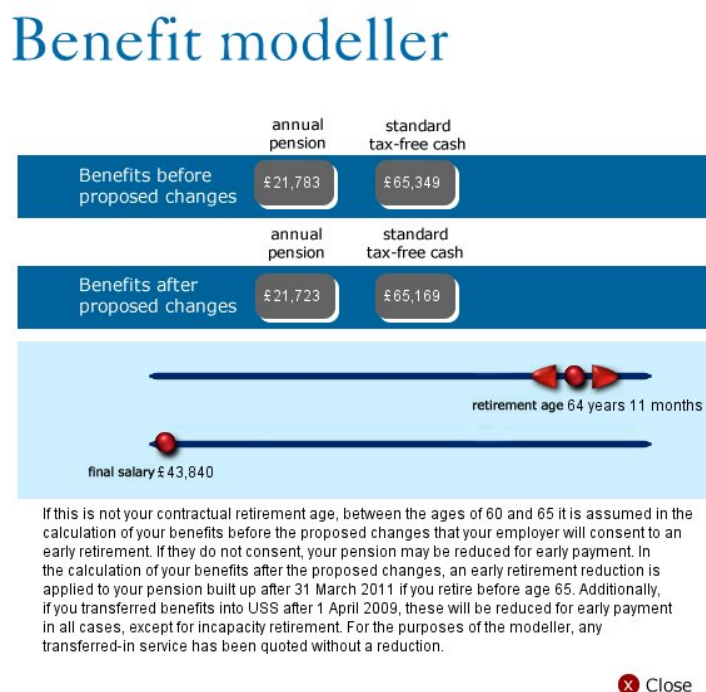 Benefit modeller
annual pension
standard tax-free cash
Benefits before proposed changes
£21,783
£65,349
annual pension
standard tax-free cash
Benefits after proposed changes
£21,723
£65,169
retirement age 64 years 11 months
final salary £43,840
If this is not your contractual retirement age, between the ages of 60 and 65 it is assumed in the
calculation of your benefits before the proposed changes that your employer will consent to an
early retirement. If they do not consent, your pension may be reduced for early payment. In
the calculation of your benefits after the proposed changes, an early retirement reduction is
applied to your pension built up after 31 March 2011 if you retire before age 65. Additionally,
if you transferred benefits into USS after 1 April 2009, these will be reduced for early payment
in all cases, except for incapacity retirement. For the purposes of the modeller, any
transferred-in service has been quoted without a reduction.
X Close